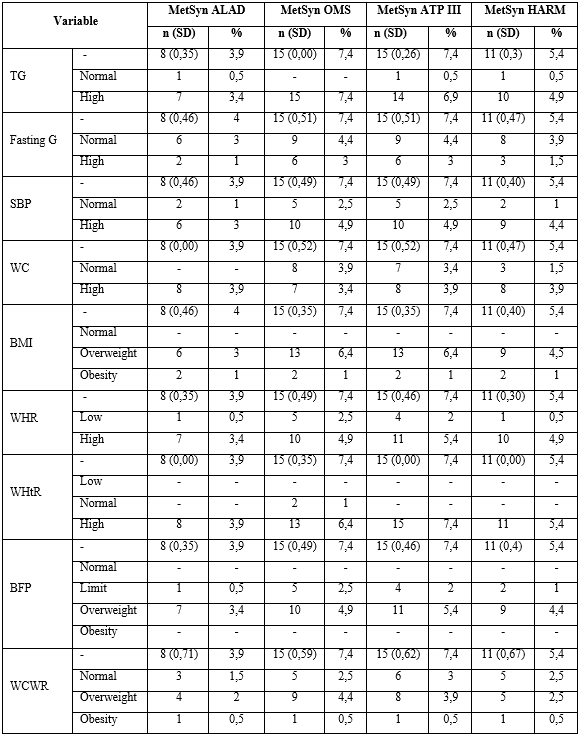 Variable MetSyn ALAD MetSyn OMS MetSyn ATP III MetSyn HARM
n (SD) % n (SD) % n (SD) % n (SD) %
TG - 8 (0,35) 3,9 15 (0,00) 7,4 15 (0,26) 7,4 11 (0,3) 5,4
Normal 1 0,5 - - 1 0,5 1 0,5
High 7 3,4 15 7,4 14 6,9 10 4,9
Fasting G - 8 (0,46) 4 15 (0,51) 7,4 15 (0,51) 7,4 11 (0,47) 5,4
Normal 6 3 9 4,4 9 4,4 8 3,9
High 2 1 6 3 6 3 3 1,5
SBP - 8 (0,46) 3,9 15 (0,49) 7,4 15 (0,49) 7,4 11 (0,40) 5,4
Normal 2 1 5 2,5 5 2,5 2 1
High 6 3 10 4,9 10 4,9 9 4,4
WC - 8 (0,00) 3,9 15 (0,52) 7,4 15 (0,52) 7,4 11 (0,47) 5,4
Normal - - 8 3,9 7 3,4 3 1,5
High 8 3,9 7 3,4 8 3,9 8 3,9
BMI - 8 (0,46) 4 15 (0,35) 7,4 15 (0,35) 7,4 11 (0,40) 5,4
Normal - - - - - - - -
Overweight 6 3 13 6,4 13 6,4 9 4,5
Obesity 2 1 2 1 2 1 2 1
WHR - 8 (0,35) 3,9 15 (0,49) 7,4 15 (0,46) 7,4 11 (0,30) 5,4
Low 1 0,5 5 2,5 4 2 1 0,5
High 7 3,4 10 4,9 11 5,4 10 4,9
WHtR - 8 (0,00) 3,9 15 (0,35) 7,4 15 (0,00) 7,4 11 (0,00) 5,4
Low - - - - - - - -
Normal - - 2 1 - - - -
High 8 3,9 13 6,4 15 7,4 11 5,4
BFP - 8 (0,35) 3,9 15 (0,49) 7,4 15 (0,46) 7,4 11 (0,4) 5,4
Normal - - - - - - - -
Limit 1 0,5 5 2,5 4 2 2 1
Overweight 7 3,4 10 4,9 11 5,4 9 4,4
Obesity - - - - - - - -
WCWR - 8 (0,71) 3,9 15 (0,59) 7,4 15 (0,62) 7,4 11 (0,67) 5,4
Normal 3 1,5 5 2,5 6 3 5 2,5
Overweight 4 2 9 4,4 8 3,9 5 2,5
Obesity 1 0,5 1 0,5 1 0,5 1 0,5